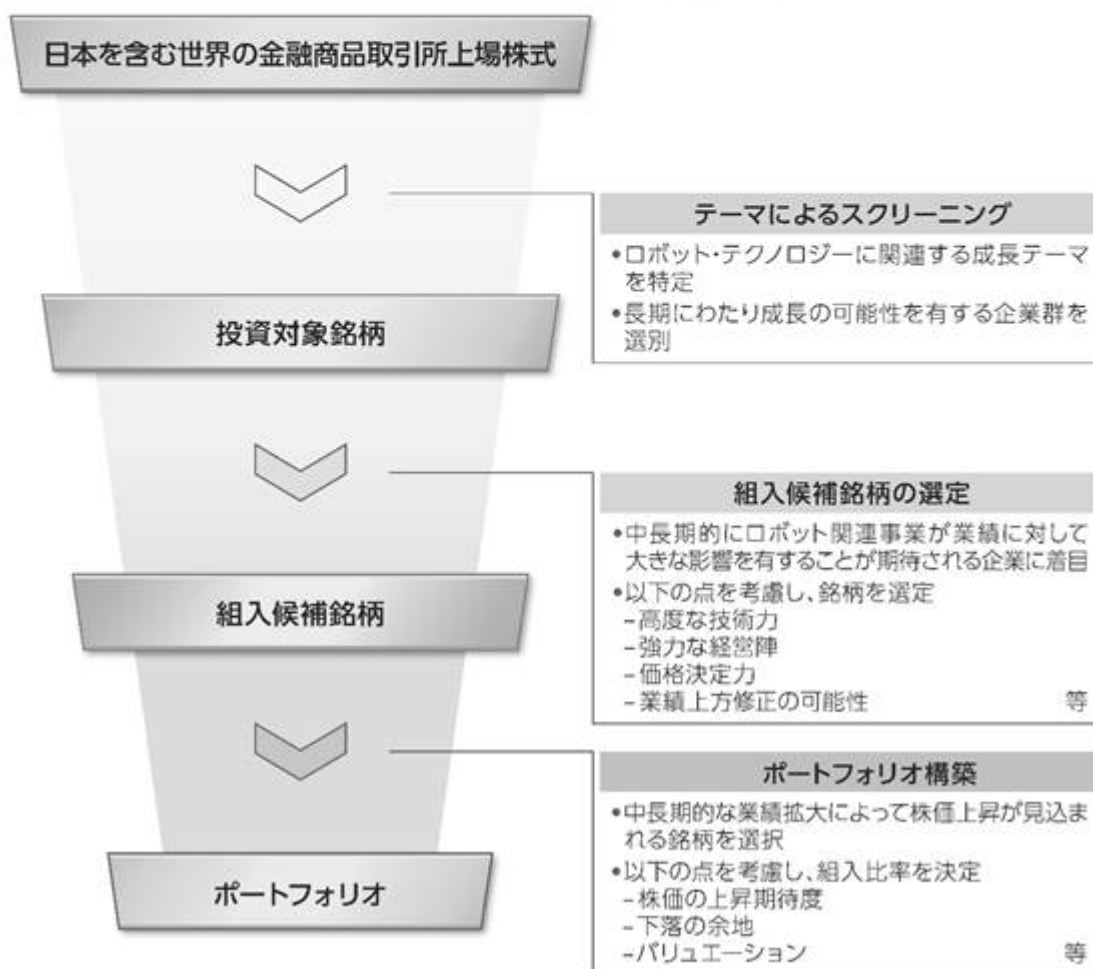 日本を含む世界の金融商品取引所上場株式
テーマによるスクリーニング
•ロボット・テクノロジーに関連する成長テーマ
を特定
•長期にわたり成長の可能性を有する企業群を
選別
投資対象銘柄
組入候補銘柄の選定
•中長期的にロボット関連事業が業績に対して
大きな影響を有することが期待される企業に着目
•以下の点を考慮し、銘柄を選定
-高度な技術力
-強力な経営陣
-価格決定力
-業績上方修正の可能性 等
組入候補銘柄
ポートフォリオ構築
•中長期的な業績拡大によって株価上昇が見込ま
れる銘柄を選択
•以下の点を考慮し、組入比率を決定
-株価の上昇期待度
-下落の余地
-バリュエーション 等
ポートフォリオ